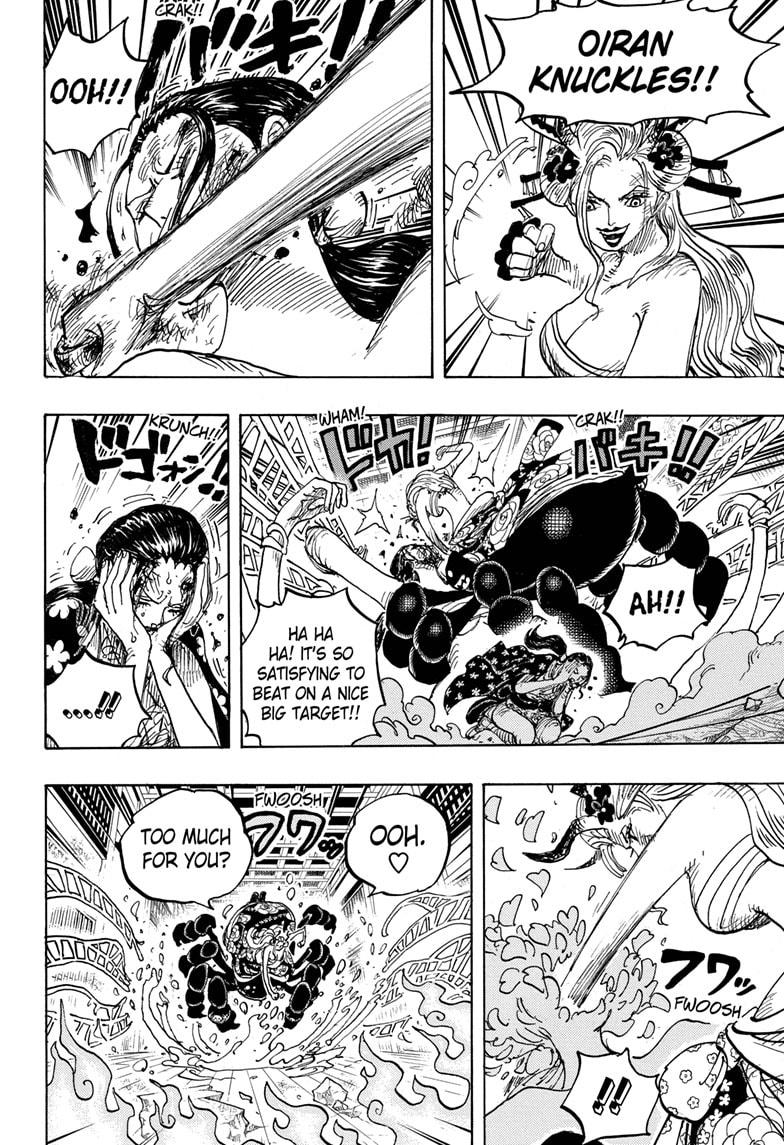 OIRAN
KNUCKLES!!
CRAK!!
バキ!!
OOH!!
CRAK!!
バキ!!
AH!!
WHAM!
ドカ!
HA HA
HA! IT'S SO
SATISFYING TO
BEAT ON A NICE
BIG TARGET!!
KRUNCH!!
ドゴォン!!
....!!
フワッ
FWOOSH
!!
OOH.
♡
FWOOSH
フワッ
TOO MUCH
FOR YOU?